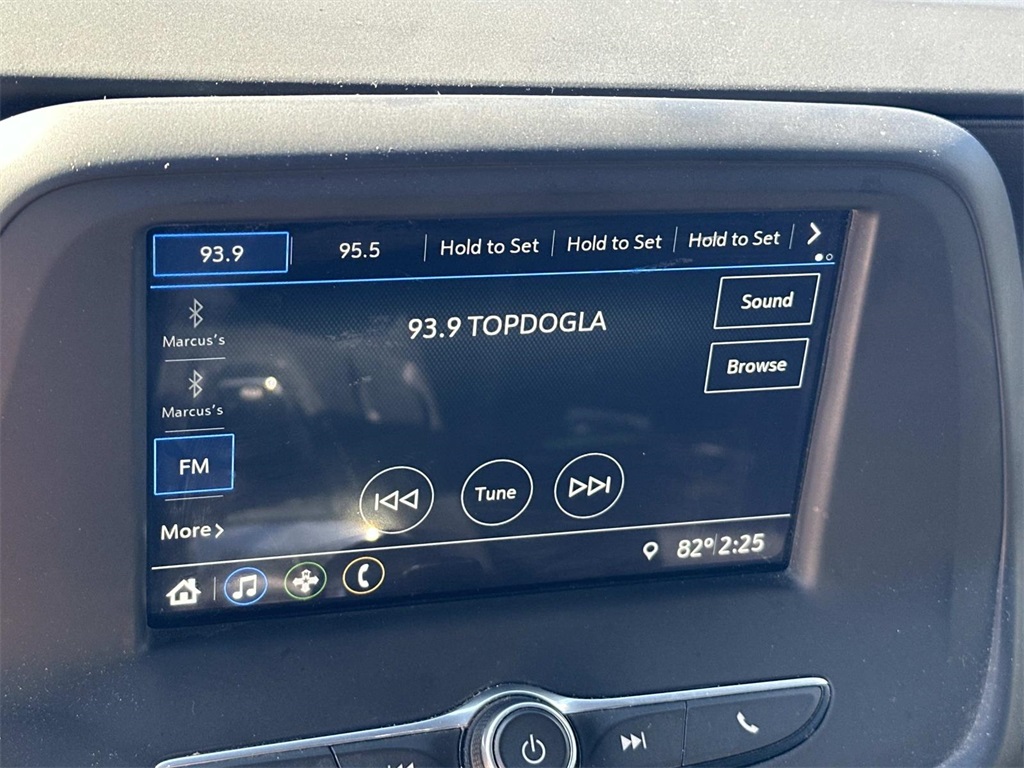 93.9 95.5 Hold to Set Hold to Set Hold to Set
Marcus's
93.9 TOPDOGLA
Sound
Marcus's
Browse
FM
Tune
More
82° 2:25